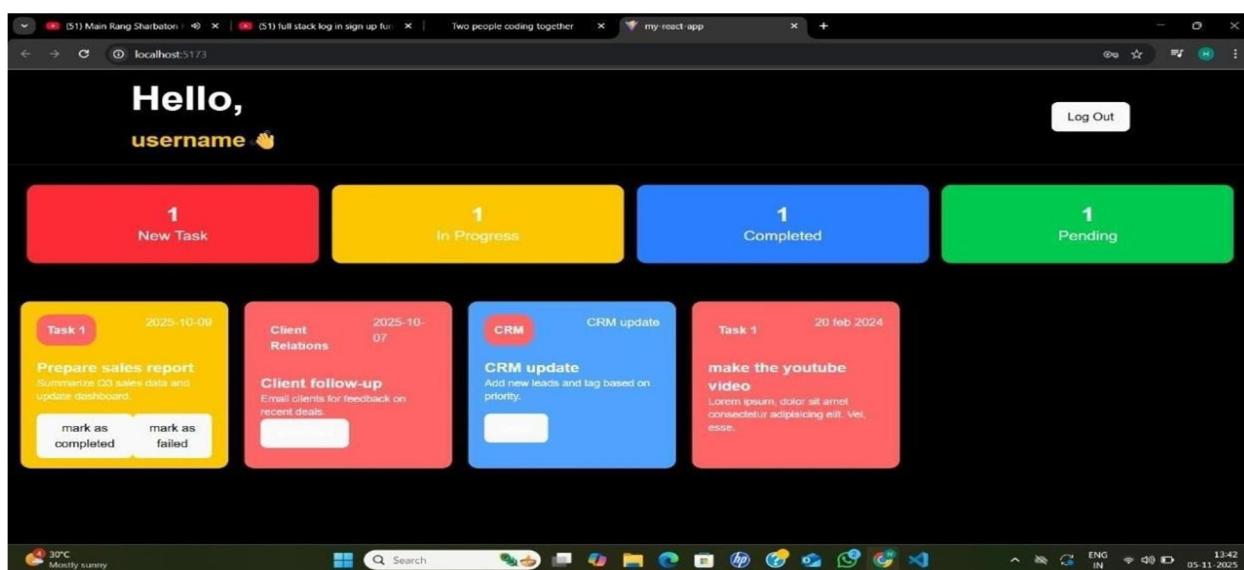 (51) Main Rang Sharbaton
(51) full stack log in sign up fun
Two people coding together
my-react-app
localhost:5173
Hello,
username
Log Out
1
New Task
1
In Progress
1
Completed
1
Pending
Task 1
2025-10-09
Prepare sales report
Summarize Q3 sales data and
update dashboard.
mark as
completed
mark as
failed
Client
Relations
2025-10-
07
Client follow-up
Email clients for feedback on
recent deals.
CRM
CRM update
CRM update
Add new leads and tag based on
priority.
Task 1
20 feb 2024
make the youtube
video
Lorem ipsum, dolor sit amet
consectetur adipisicing elit. Vel,
esse.
4
30°C
Mostly sunny
Search
hp
ENG
IN
13:42
05-11-2025